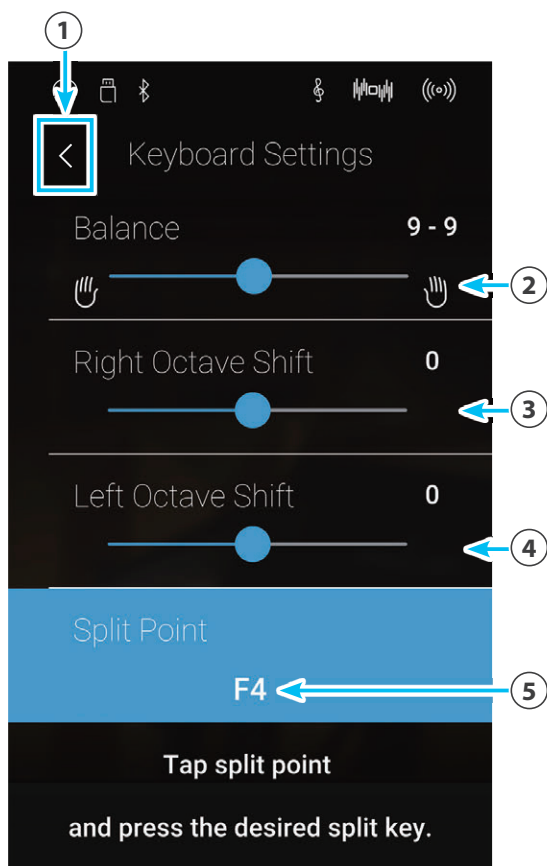 1
Keyboard Settings
Balance 9 - 9
2
Right Octave Shift 0
3
Left Octave Shift 0
4
Split Point
F4 5
Tap split point
and press the desired split key.